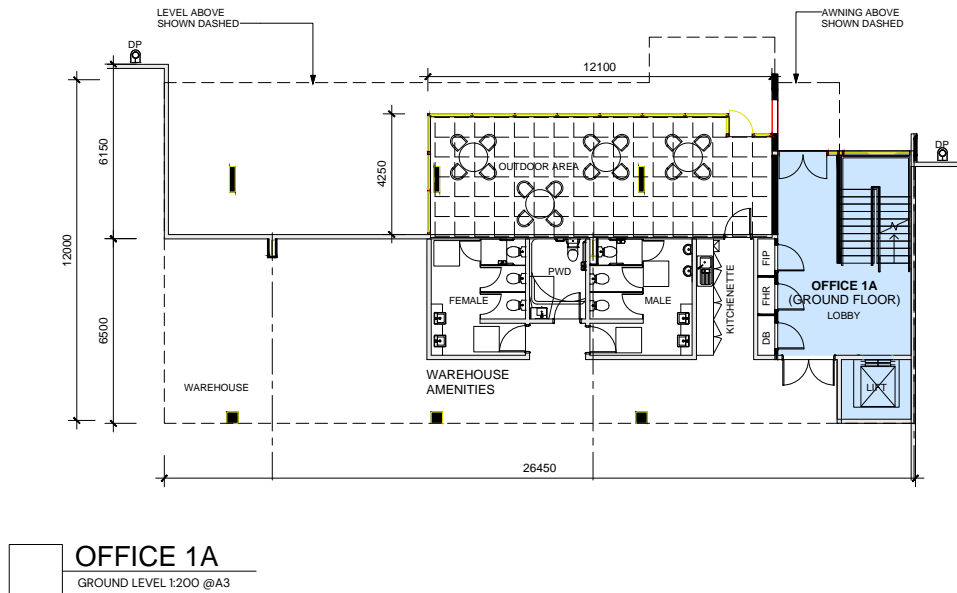 LEVEL ABOVE
SHOWN DASHED
AWNING ABOVE
SHOWN DASHED
DP
12100
6150
4250
12000
OUTDOOR AREA
DP
6500
FEMALE
PWD
MALE
KITCHENETTE
FIP
FHR
DB
OFFICE 1A
(GROUND FLOOR)
LOBBY
WAREHOUSE
WAREHOUSE
AMENITIES
LIFT
26450
OFFICE 1A
GROUND LEVEL 1:200 @A3